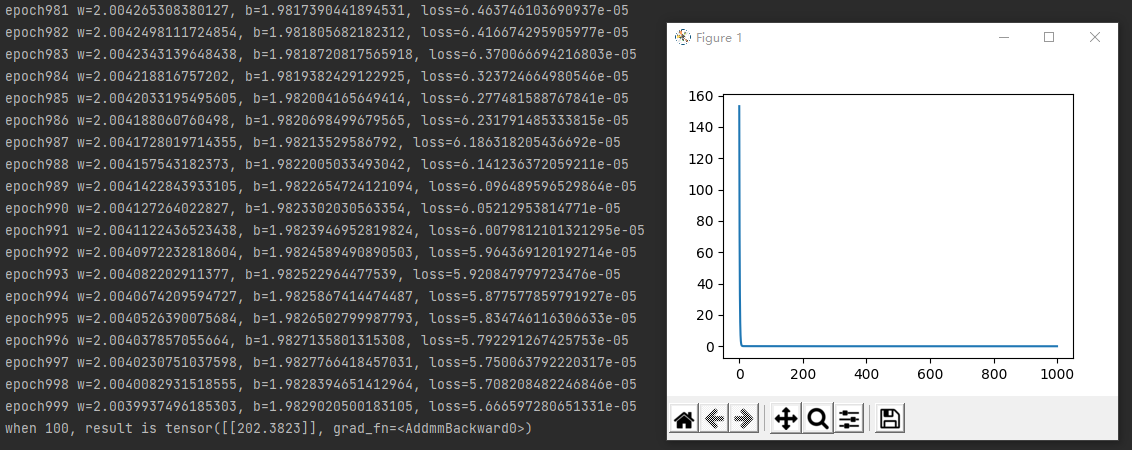 epoch981 w=2.004265308380127, b=1.9817390441894531, loss=6.463746103690937e-05
epoch982 w=2.0042498111724854, b=1.981805682182312, loss=6.416674295905977e-05
epoch983 w=2.0042343139648438, b=1.9818720817565918, loss=6.370066694216803e-05
epoch984 w=2.004218816757202, b=1.9819382429122925, loss=6.323724664980546e-05
epoch985 w=2.0042033195495605, b=1.982004165649414, loss=6.277481588767841e-05
epoch986 w=2.004188060760498, b=1.9820698499679565, loss=6.231791485333815e-05
epoch987 w=2.0041728019714355, b=1.98213529586792, loss=6.186318205436692e-05
epoch988 w=2.004157543182373, b=1.9822005033493042, loss=6.141236372059211e-05
epoch989 w=2.0041422843933105, b=1.9822654724121094, loss=6.096489596529864e-05
epoch990 w=2.004127264022827, b=1.9823302030563354, loss=6.05212953814771e-05
epoch991 w=2.0041122436523438, b=1.9823946952819824, loss=6.0079812101321295e-05
epoch992 w=2.0040972232818604, b=1.9824589490890503, loss=5.964369120192714e-05
epoch993 w=2.004082202911377, b=1.982522964477539, loss=5.920847979723476e-05
epoch994 w=2.0040674209594727, b=1.9825867414474487, loss=5.877577859791927e-05
epoch995 w=2.0040526390075684, b=1.9826502799987793, loss=5.834746116306633e-05
epoch996 w=2.004037857055664, b=1.9827135801315308, loss=5.792291267425753e-05
epoch997 w=2.0040230751037598, b=1.9827766418457031, loss=5.750063792220317e-05
epoch998 w=2.0040082931518555, b=1.9828394651412964, loss=5.708208482246846e-05
epoch999 w=2.0039937496185303, b=1.9829020500183105, loss=5.666597280651331e-05
when 100, result is tensor([[202.3823]], grad_fn=<AddmmBackward0>)
Figure 1
160
140
120
100
80
60
40
20
0
0 200 400 600 800 1000